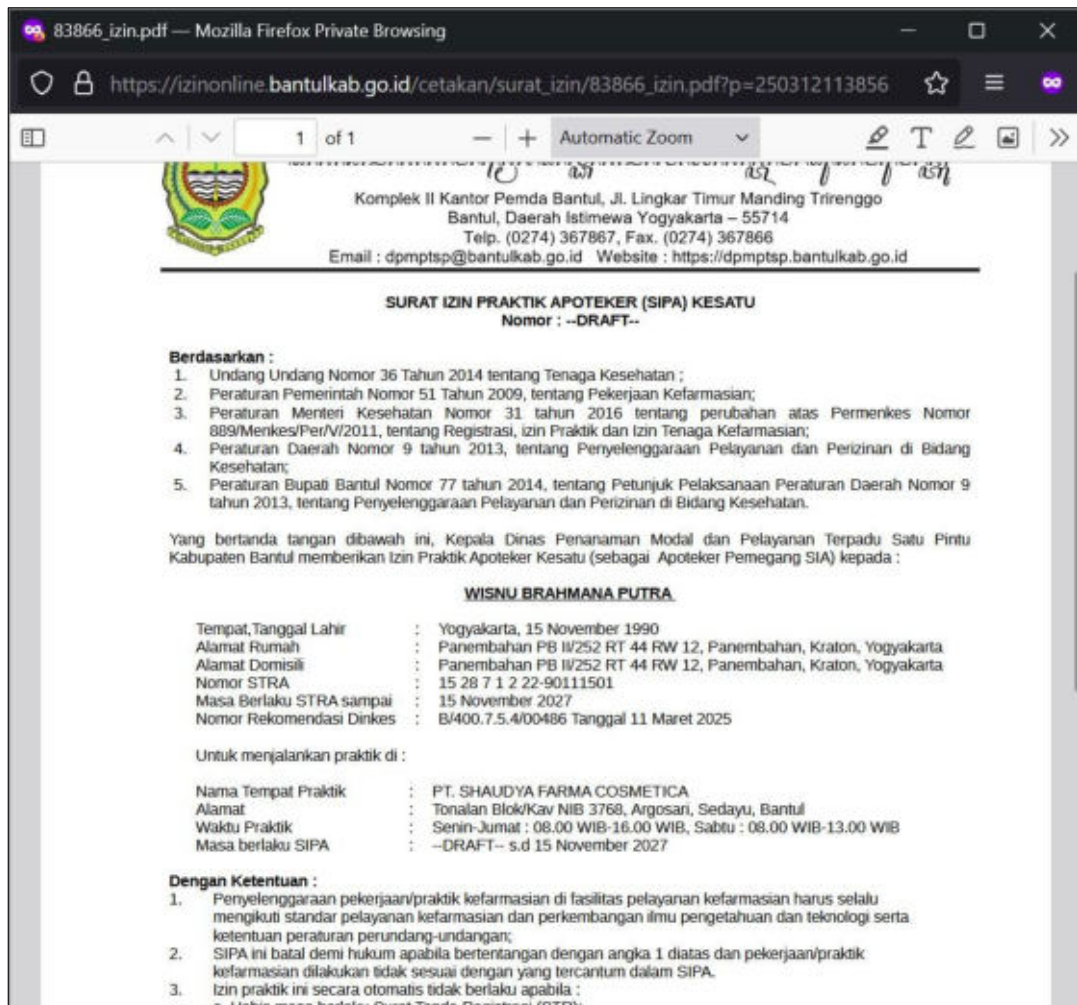 83866_izin.pdf — Mozilla Firefox Private Browsing
https://izinonline.bantulkab.go.id/cetakan/surat_izin/83866_izin.pdf?p=250312113856
1 of 1
Automatic Zoom
Komplek II Kantor Pemda Bantul, Jl. Lingkar Timur Manding Trirenggo
Bantul, Daerah Istimewa Yogyakarta – 55714
Telp. (0274) 367867, Fax. (0274) 367866
Email : dpmptsp@bantulkab.go.id Website : https://dpmptsp.bantulkab.go.id
SURAT IZIN PRAKTIK APOTEKER (SIPA) KESATU
Nomor : --DRAFT--
Berdasarkan :
1. Undang Undang Nomor 36 Tahun 2014 tentang Tenaga Kesehatan ;
2. Peraturan Pemerintah Nomor 51 Tahun 2009, tentang Pekerjaan Kefarmasian;
3. Peraturan Menteri Kesehatan Nomor 31 tahun 2016 tentang perubahan atas Permenkes Nomor
889/Menkes/Per/V/2011, tentang Registrasi, izin Praktik dan Izin Tenaga Kefarmasian;
4. Peraturan Daerah Nomor 9 tahun 2013, tentang Penyelenggaraan Pelayanan dan Perizinan di Bidang
Kesehatan;
5. Peraturan Bupati Bantul Nomor 77 tahun 2014, tentang Petunjuk Pelaksanaan Peraturan Daerah Nomor 9
tahun 2013, tentang Penyelenggaraan Pelayanan dan Perizinan di Bidang Kesehatan.
Yang bertanda tangan dibawah ini, Kepala Dinas Penanaman Modal dan Pelayanan Terpadu Satu Pintu
Kabupaten Bantul memberikan Izin Praktik Apoteker Kesatu (sebagai Apoteker Pemegang SIA) kepada :
WISNU BRAHMANA PUTRA
Tempat,Tanggal Lahir : Yogyakarta, 15 November 1990
Alamat Rumah : Panembahan PB II/252 RT 44 RW 12, Panembahan, Kraton, Yogyakarta
Alamat Domisili : Panembahan PB II/252 RT 44 RW 12, Panembahan, Kraton, Yogyakarta
Nomor STRA : 15 28 7 1 2 22-90111501
Masa Berlaku STRA sampai : 15 November 2027
Nomor Rekomendasi Dinkes : B/400.7.5.4/00486 Tanggal 11 Maret 2025
Untuk menjalankan praktik di :
Nama Tempat Praktik : PT. SHAUDYA FARMA COSMETICA
Alamat : Tonalan Blok/Kav NIB 3768, Argosari, Sedayu, Bantul
Waktu Praktik : Senin-Jumat : 08.00 WIB-16.00 WIB, Sabtu : 08.00 WIB-13.00 WIB
Masa berlaku SIPA : --DRAFT-- s.d 15 November 2027
Dengan Ketentuan :
1. Penyelenggaraan pekerjaan/praktik kefarmasian di fasilitas pelayanan kefarmasian harus selalu
mengikuti standar pelayanan kefarmasian dan perkembangan ilmu pengetahuan dan teknologi serta
ketentuan peraturan perundang-undangan;
2. SIPA ini batal demi hukum apabila bertentangan dengan angka 1 diatas dan pekerjaan/praktik
kefarmasian dilakukan tidak sesuai dengan yang tercantum dalam SIPA.
3. Izin praktik ini secara otomatis tidak berlaku apabila :